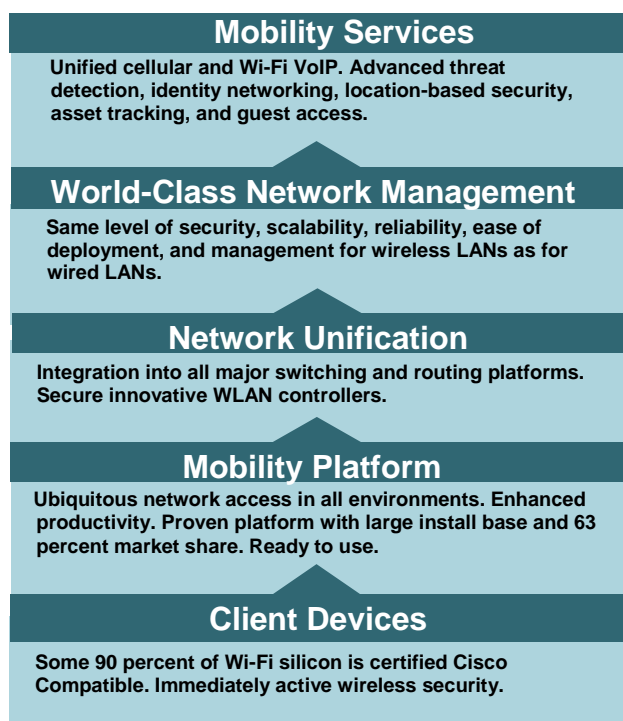 Mobility Services
Unified cellular and Wi-Fi VoIP. Advanced threat
detection, identity networking, location-based security,
asset tracking, and guest access.
World-Class Network Management
Same level of security, scalability, reliability, ease of
deployment, and management for wireless LANs as for
wired LANs.
Network Unification
Integration into all major switching and routing platforms.
Secure innovative WLAN controllers.
Mobility Platform
Ubiquitous network access in all environments. Enhanced
productivity. Proven platform with large install base and 63
percent market share. Ready to use.
Client Devices
Some 90 percent of Wi-Fi silicon is certified Cisco
Compatible. Immediately active wireless security.